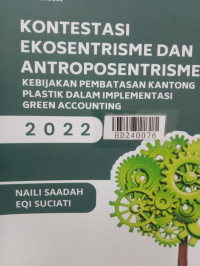 KONTESTASI
EKOSENTRISME DAN
ANTROPOSENTRISME
KEBIJAKAN PEMBATASAN KANTONG
PLASTIK DALAM IMPLEMENTASI
GREEN ACCOUNTING
2022
HD240076
NAILI SAADAH
EQI SUCIATI